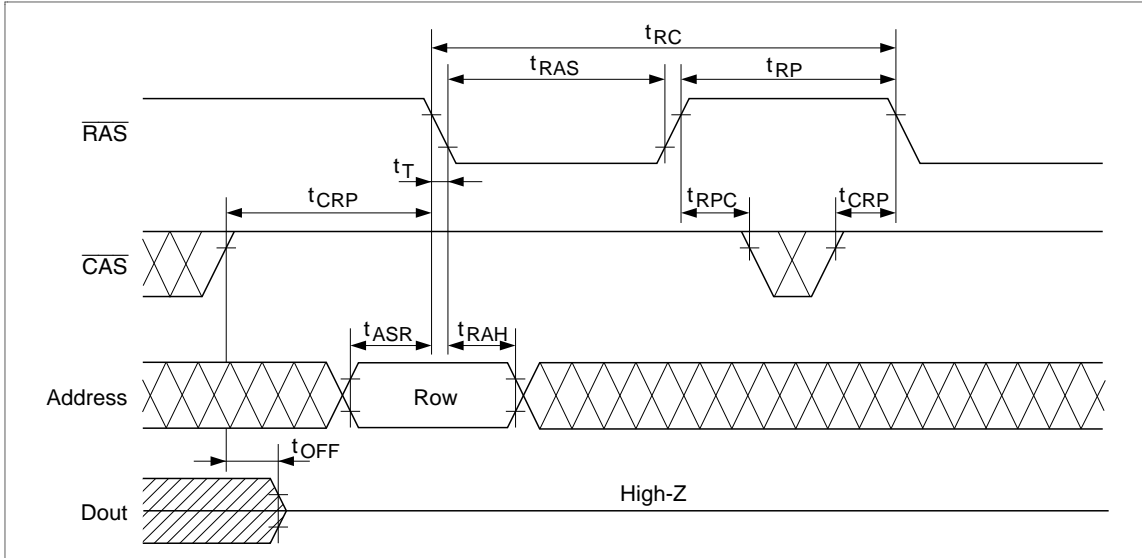 tRC
tRAS
tRP
RAS
tT
tCRP
tRPC
tCRP
CAS
tASR
tRAH
Address
Row
tOFF
High-Z
Dout